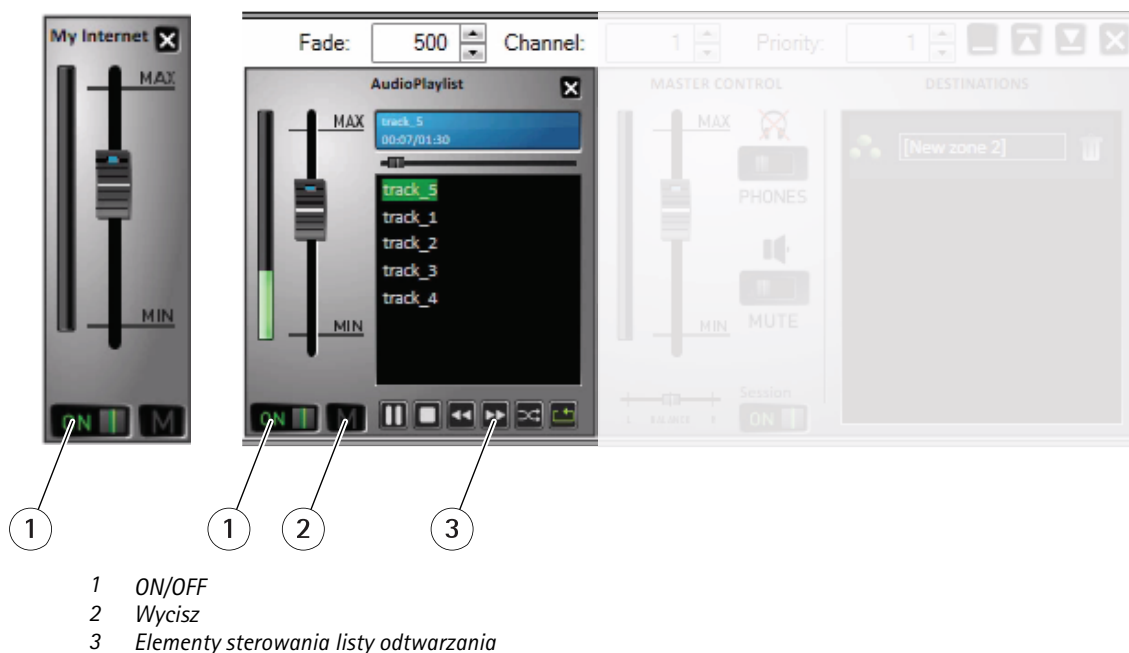 My Internet
MAX
MIN
ON M
Fade: 500 Channel: 1 Priority: 1
AudioPlaylist
MAX
track_5
00:07/01:30
track_5
track_1
track_2
track_3
track_4
MIN
ON M
MASTER CONTROL
MAX
PHONES
MUTE
MIN
Session
L BALANCE R
ON
DESTINATIONS
[New zone 2]
1
1
2
3
1 ON/OFF
2 Wycisz
3 Elementy sterowania listy odtwarzania